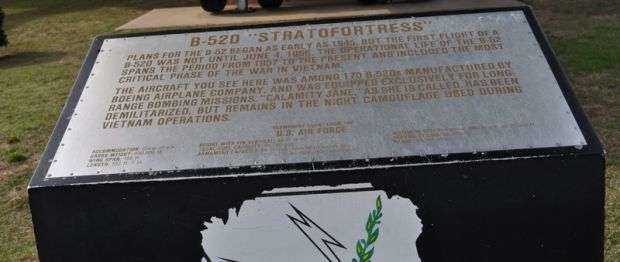 B-52D "STRATOFORTRESS"
PLANS FOR THE B-52 BEGAN AS EARLY AS 1945, BUT THE FIRST FLIGHT OF A
B-52D WAS NOT UNTIL JUNE 4, THE OPERATIONAL LIFE OF THE B-52
SPANS THE PERIOD FROM TO THE PRESENT AND INCLUDED THE MOST
CRITICAL PHASE OF THE WAR IN VIETNAM.
THE AIRCRAFT YOU SEE HERE WAS AMONG 170 B-52Ds MANUFACTURED BY
BOEING AIRPLANE COMPANY, AND WAS EQUIPPED EXCLUSIVELY FOR LONG
RANGE BOMBING MISSIONS. "CALAMITY JANE," AS SHE IS CALLED, HAS BEEN
DEMILITARIZED, BUT REMAINS IN THE NIGHT CAMOUFLAGE USED DURING
VIETNAM OPERATIONS.
U.S. AIR FORCE